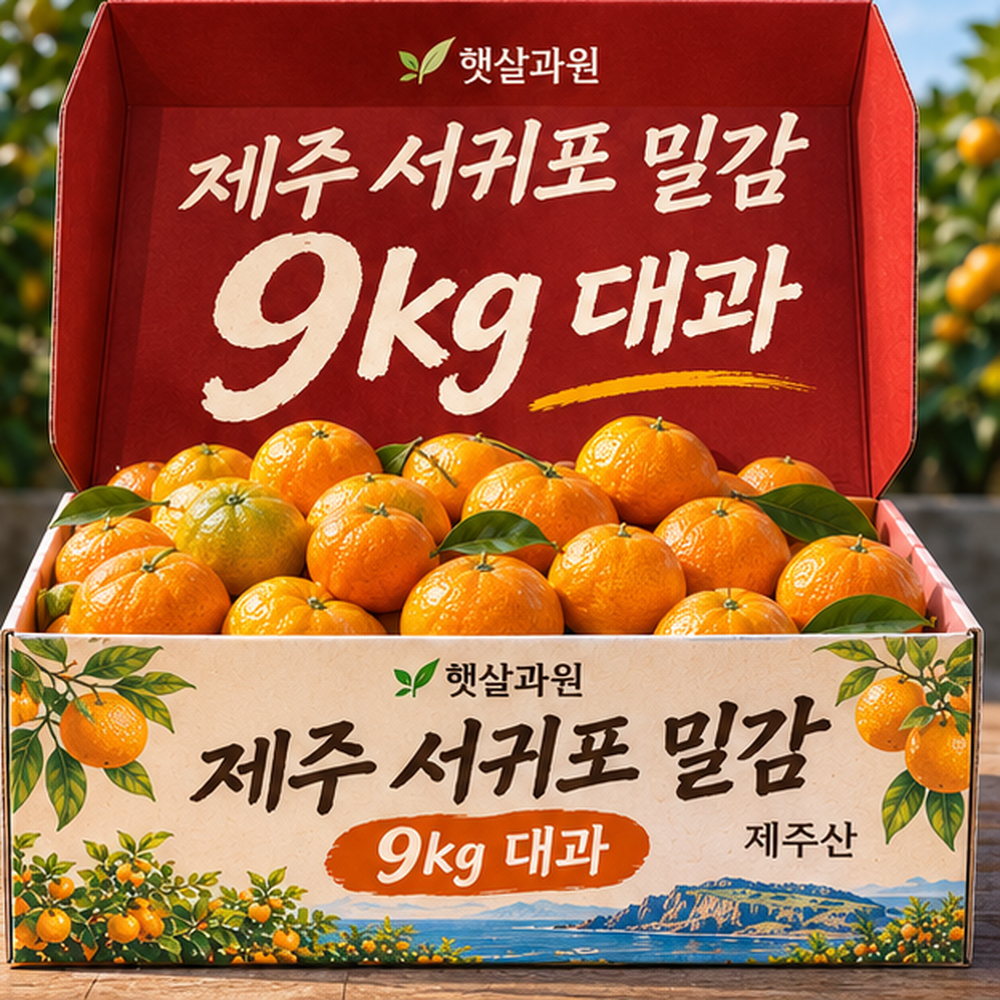 햇살과원
제주 서귀포 밀감
9kg 대과
햇살과원
제주 서귀포 밀감
9kg 대과
제주산